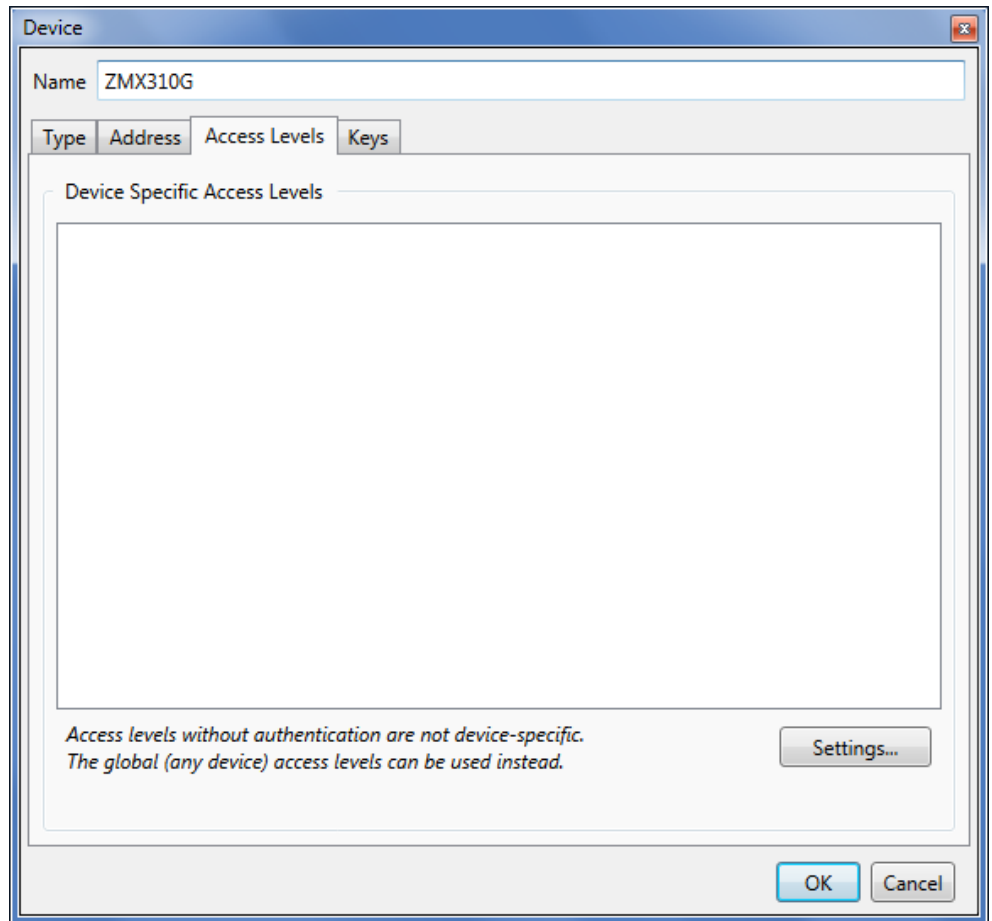 Device
Name ZMX310G
Type Address Access Levels Keys
Device Specific Access Levels
Access levels without authentication are not device-specific.
The global (any device) access levels can be used instead.
Settings...
OK Cancel